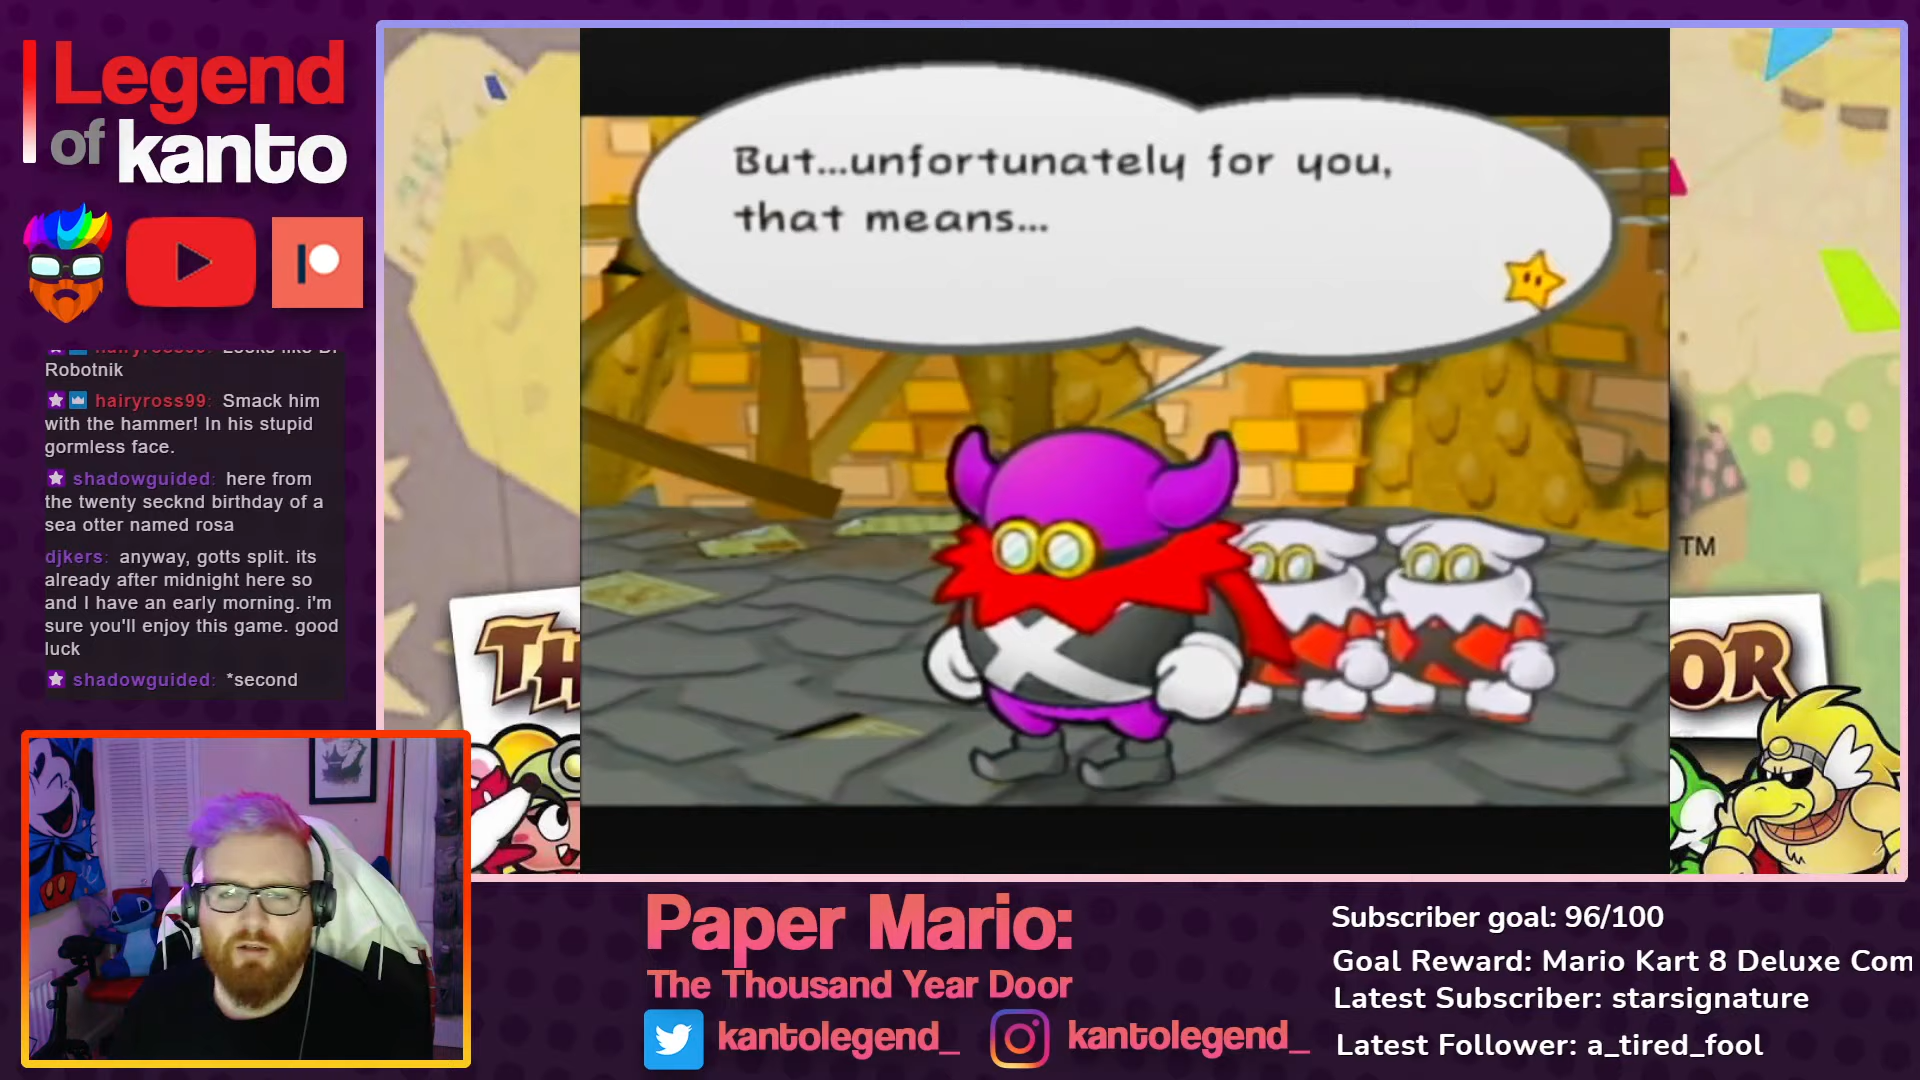 Legend
of kanto
But...unfortunately for you,
that means...
Robotnik
hairyross99: Smack him
with the hammer! In his stupid
gormless face.
shadowguided: here from
the twenty secknd birthday of a
sea otter named rosa
djkers: anyway, gotts split. its
already after midnight here so
and I have an early morning. i'm
sure you'll enjoy this game. good
luck
shadowguided: *second
TH
TM
OR
Paper Mario:
The Thousand Year Door
kantolegend_ kantolegend_
Subscriber goal: 96/100
Goal Reward: Mario Kart 8 Deluxe Com
Latest Subscriber: starsignature
Latest Follower: a_tired_fool